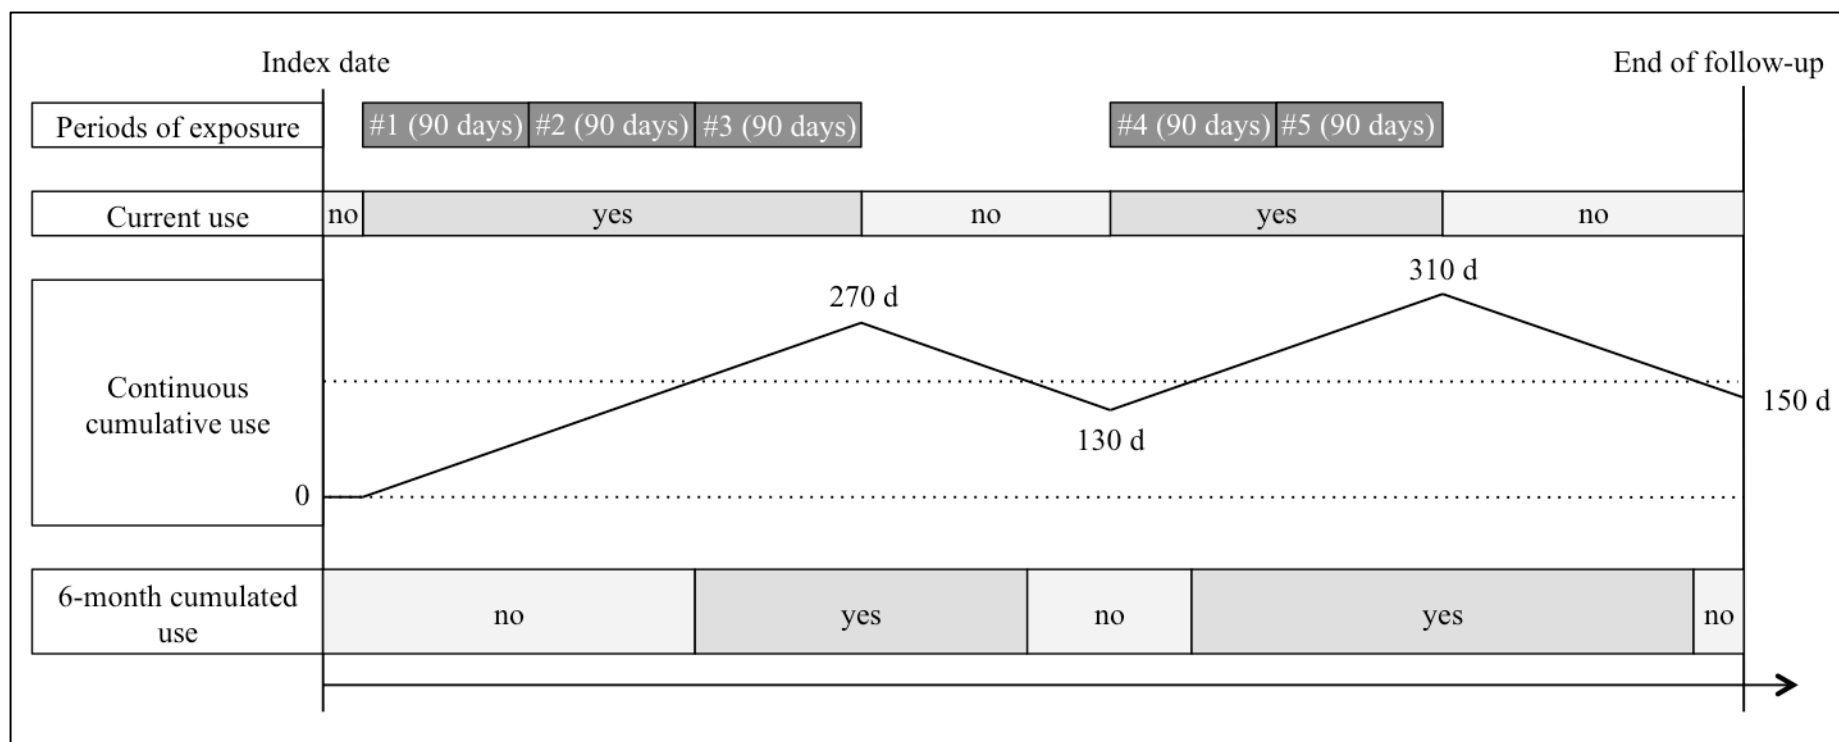 Index date
End of follow-up
Periods of exposure
#1 (90 days)
#2 (90 days)
#3 (90 days)
#4 (90 days)
#5 (90 days)
Current use
no
yes
no
yes
no
Continuous
cumulative use
0
270 d
130 d
310 d
150 d
6-month cumulated
use
no
yes
no
yes
no